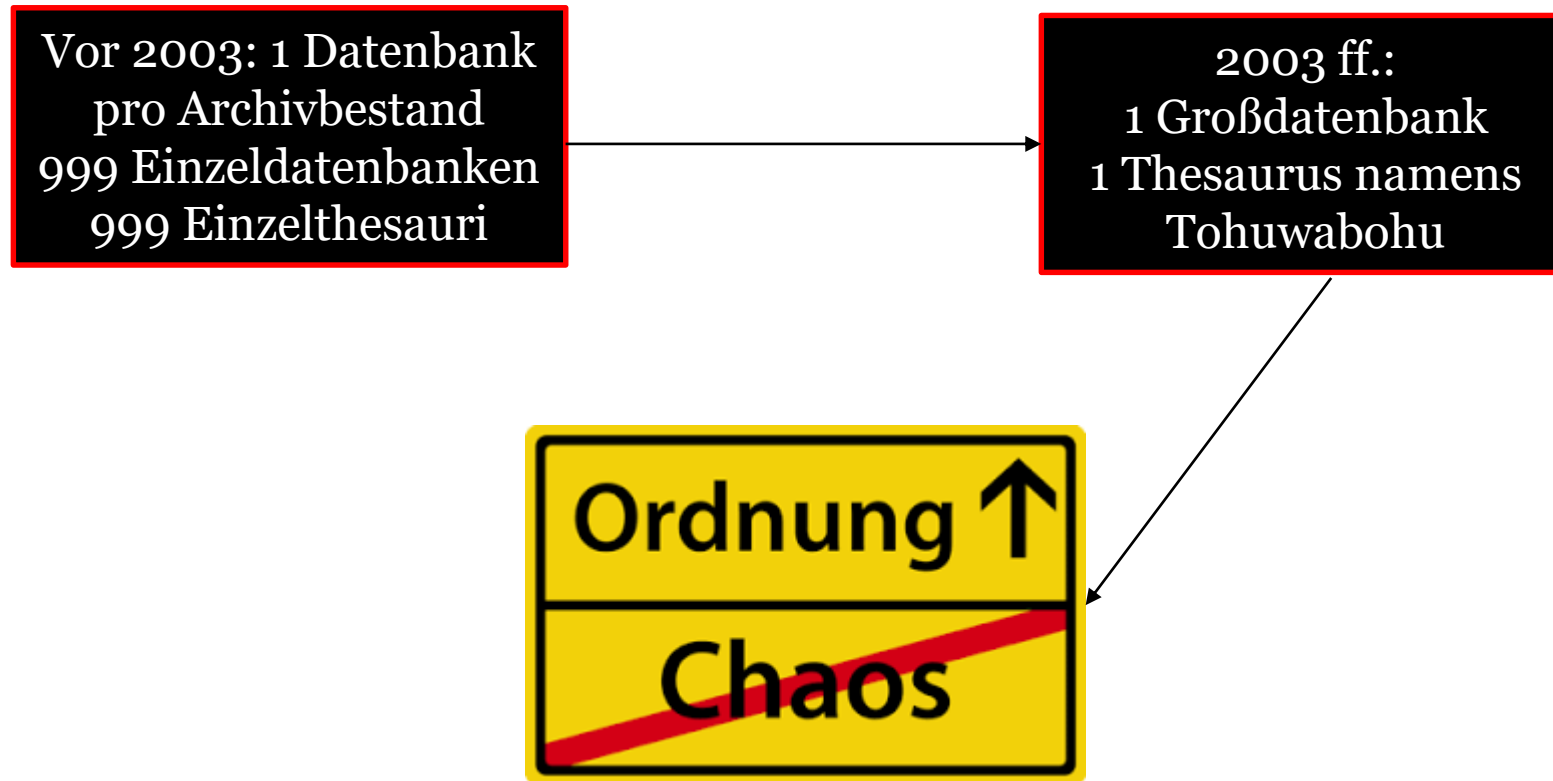 Vor 2003: 1 Datenbank
pro Archivbestand
999 Einzeldatenbanken
999 Einzelthesauri
2003 ff.:
1 Großdatenbank
1 Thesaurus namens
Tohuwabohu
Ordnung ↑
Chaos